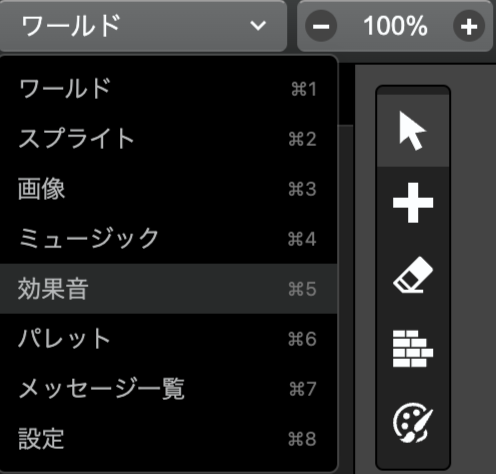 ワールド
100%
ワールド ⌘1
スプライト ⌘2
画像 ⌘3
ミュージック ⌘4
効果音 ⌘5
パレット ⌘6
メッセージ一覧 ⌘7
設定 ⌘8